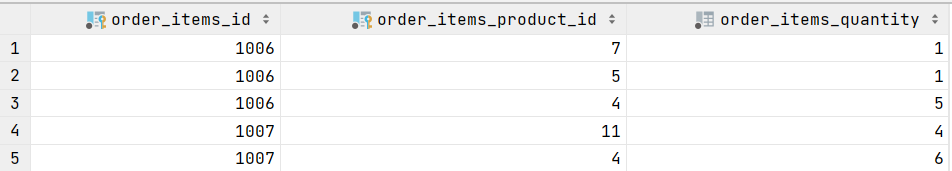 order_items_id order_items_product_id order_items_quantity
1 1006 7 1
2 1006 5 1
3 1006 4 5
4 1007 11 4
5 1007 4 6